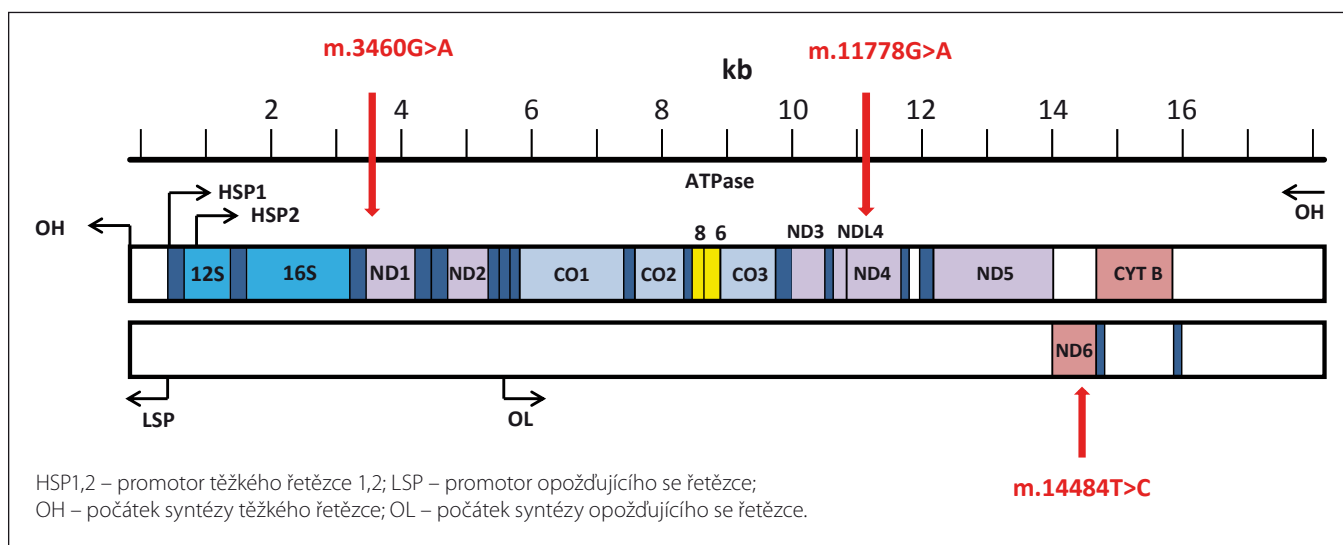 m.3460G>A
m.11778G>A
kb
2 4 6 8 10 12 14 16
ATPase
HSP1
HSP2
OH
OH
8 6 ND3 NDL4
12S 16S ND1 ND2 CO1 CO2 CO3 ND4 ND5 CYT B
ND6
LSP
OL
m.14484T>C
HSP1,2 – promotor těžkého řetězce 1,2; LSP – promotor opožďujícího se řetězce;
OH – počátek syntézy těžkého řetězce; OL – počátek syntézy opožďujícího se řetězce.